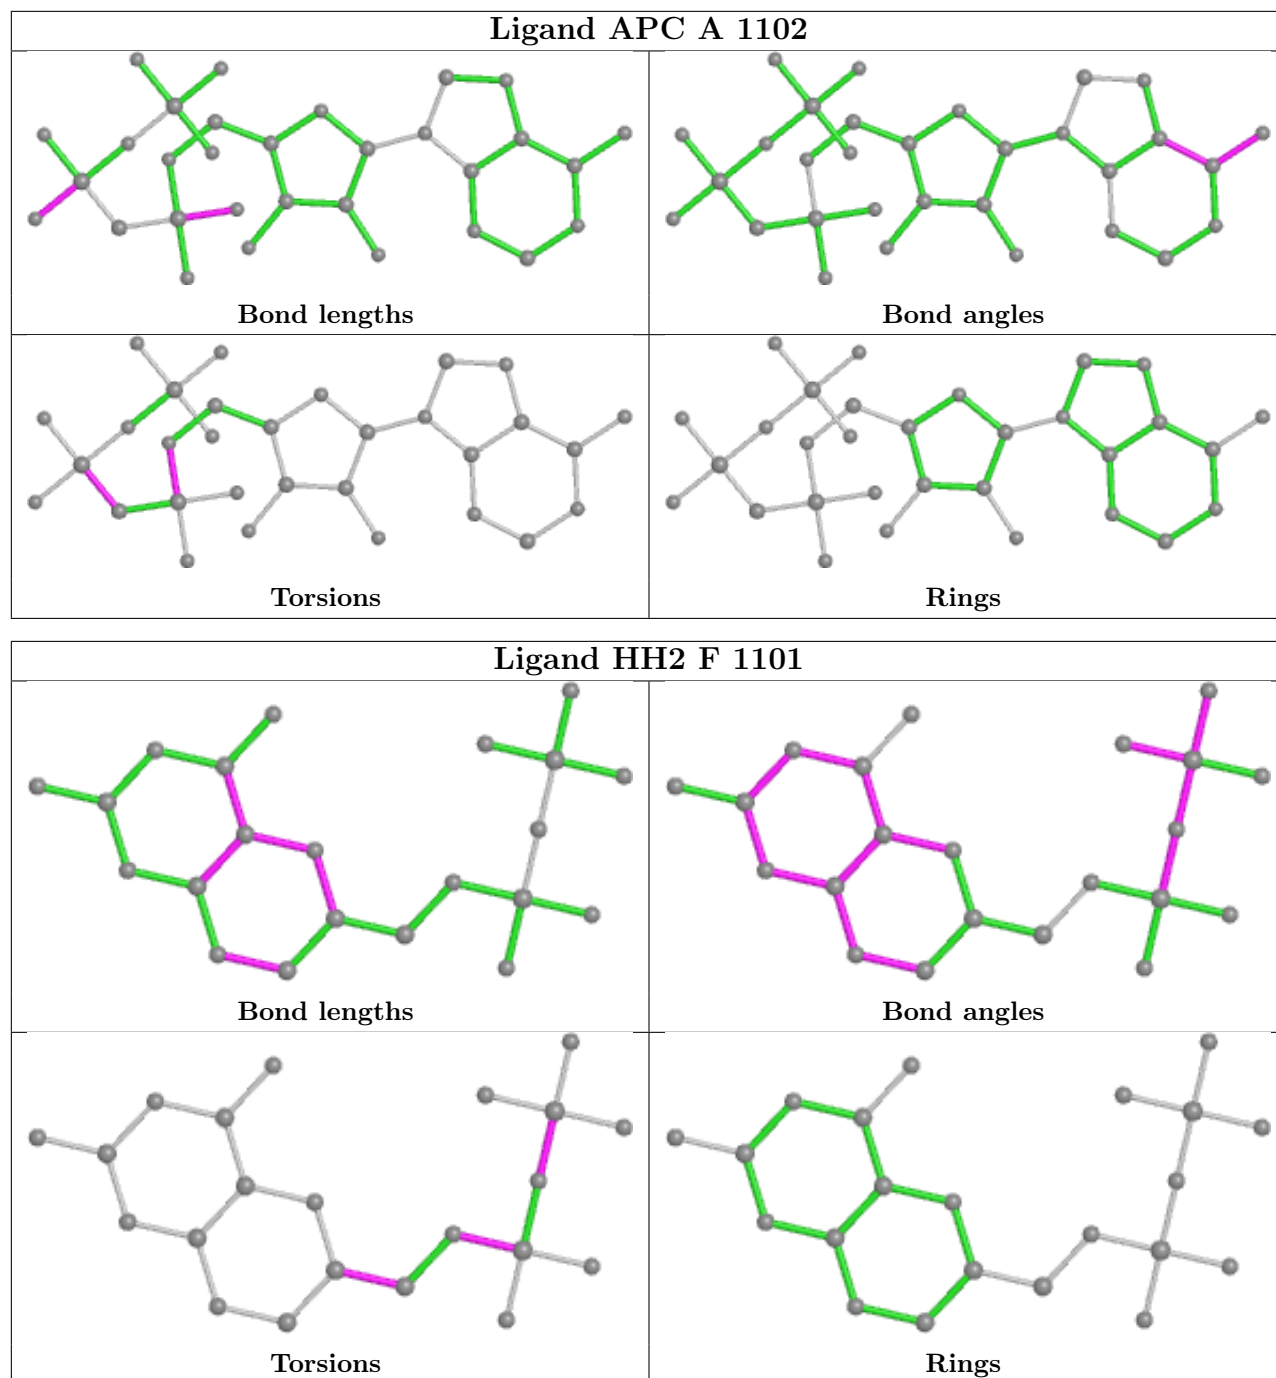 Ligand APC A 1102
Bond lengths
Bond angles
Torsions
Rings
Ligand HH2 F 1101
Bond lengths
Bond angles
Torsions
Rings